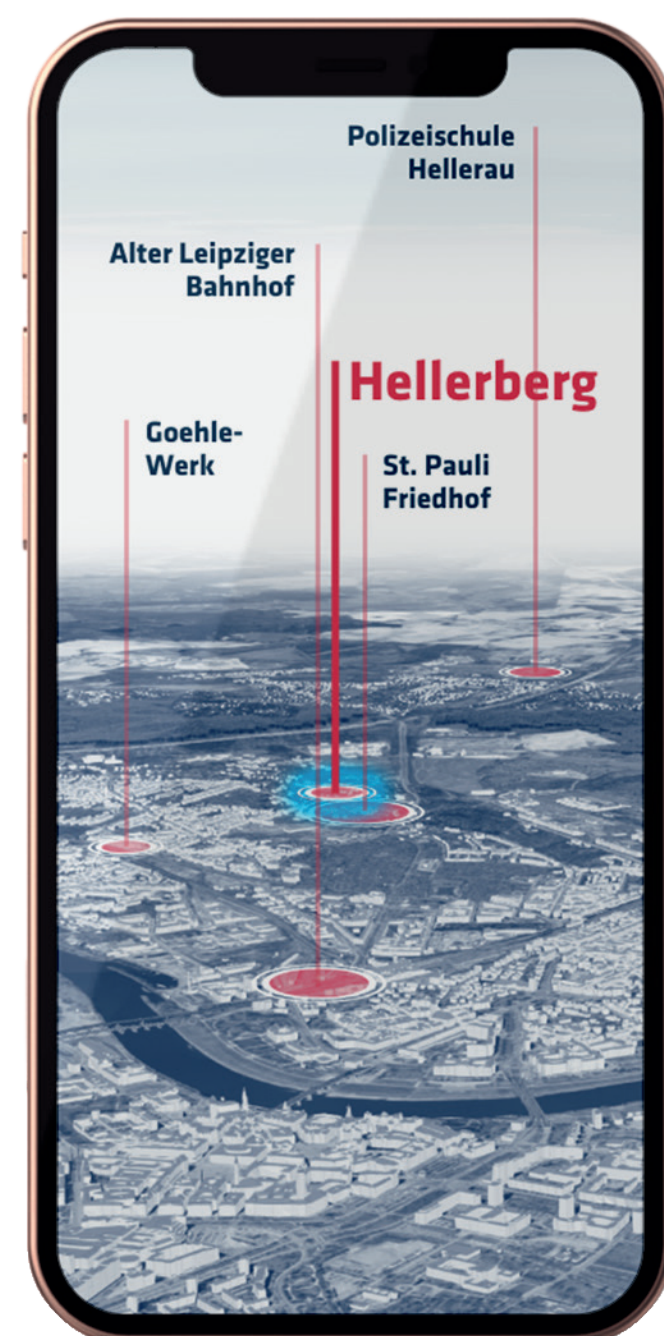 Polizeischule
Hellerau
Alter Leipziger
Bahnhof
Hellerberg
Goehle-
Werk
St. Pauli
Friedhof